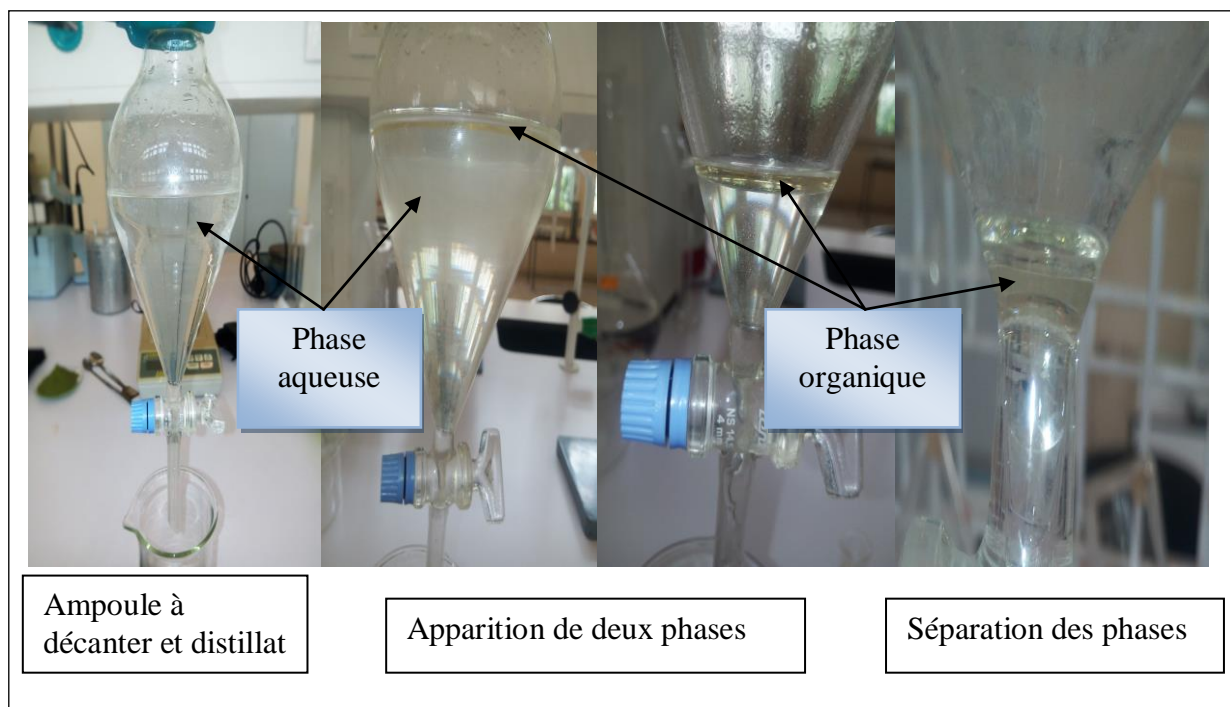 Phase
aqueuse
Phase
organique
Ampoule à
décanter et distillat
Apparition de deux phases
Séparation des phases